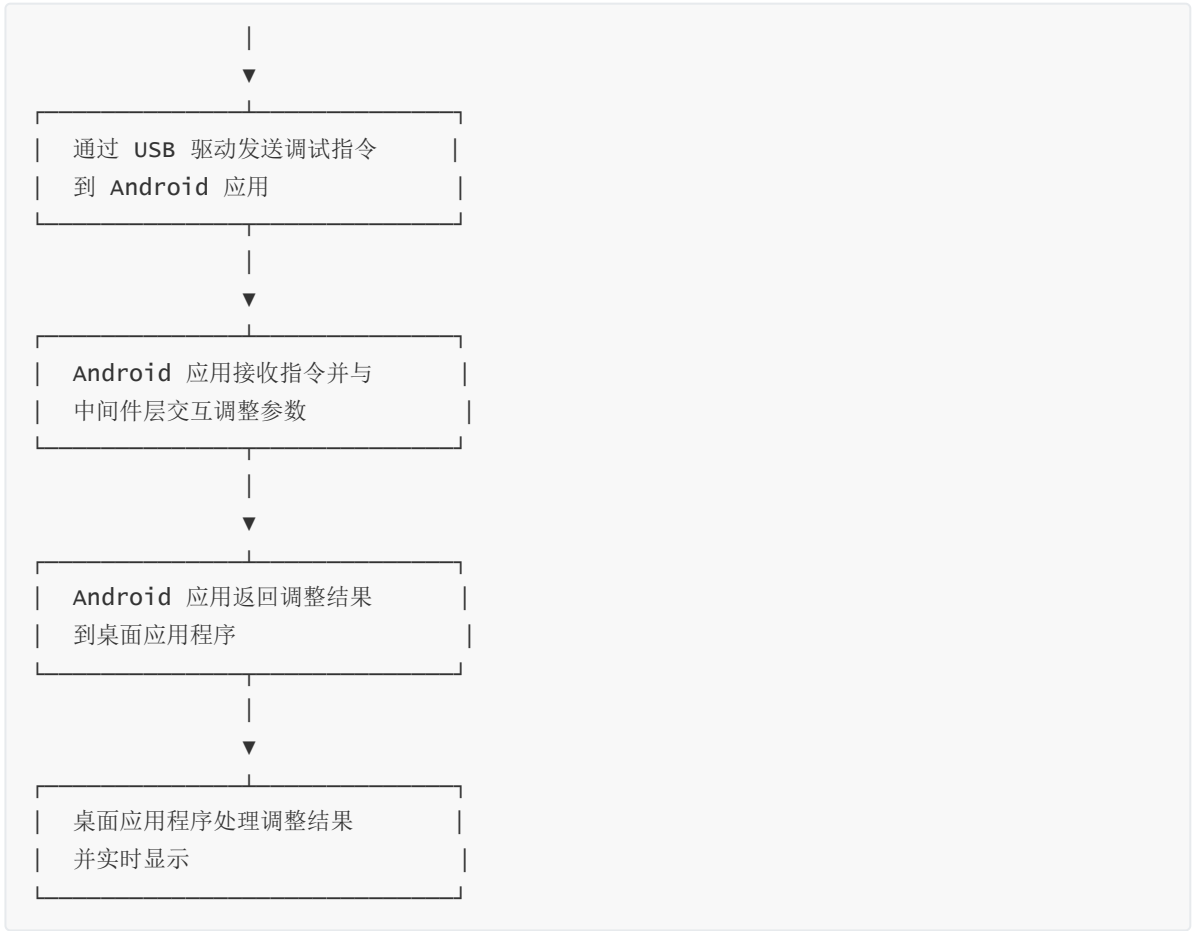 通过 USB 驱动发送调试指令
到 Android 应用
Android 应用接收指令并与
中间件层交互调整参数
Android 应用返回调整结果
到桌面应用程序
桌面应用程序处理调整结果
并实时显示